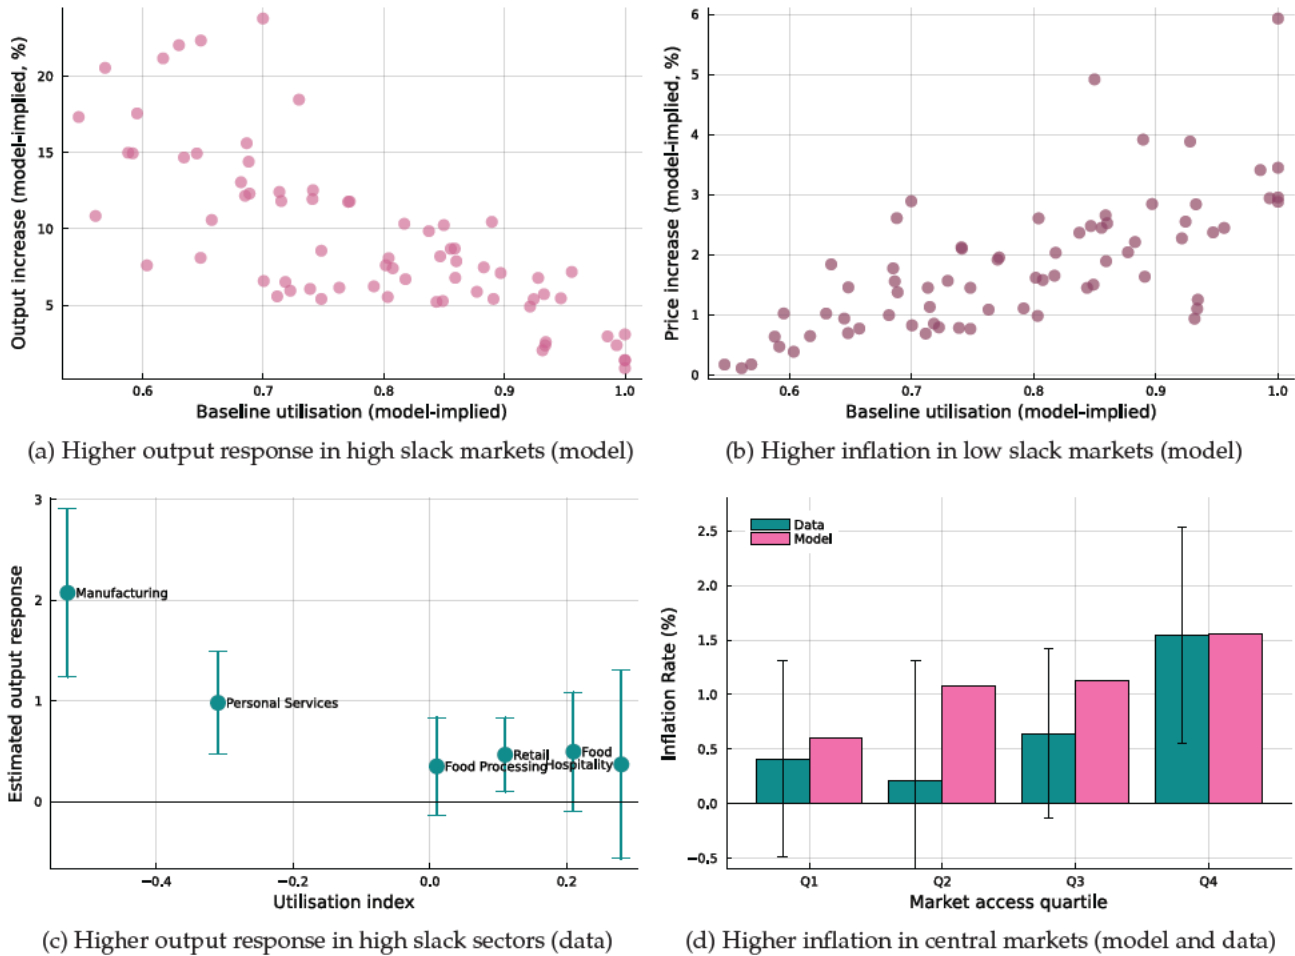 20
15
10
5
0.6
0.7
0.8
0.9
1.0
Output increase (model-implied, %)
Baseline utilisation (model-implied)
(a) Higher output response in high slack markets (model)
6
5
4
3
2
1
0
0.6
0.7
0.8
0.9
1.0
Price increase (model-implied, %)
Baseline utilisation (model-implied)
(b) Higher inflation in low slack markets (model)
3
2
1
0
−0.4
−0.2
0.0
0.2
Estimated output response
Manufacturing
Personal Services
Food Processing
Retail
Food
Hospitality
Utilisation index
(c) Higher output response in high slack sectors (data)
Data
Model
2.5
2.0
1.5
1.0
0.5
0.0
−0.5
Q1
Q2
Q3
Q4
Inflation Rate (%)
Market access quartile
(d) Higher inflation in central markets (model and data)